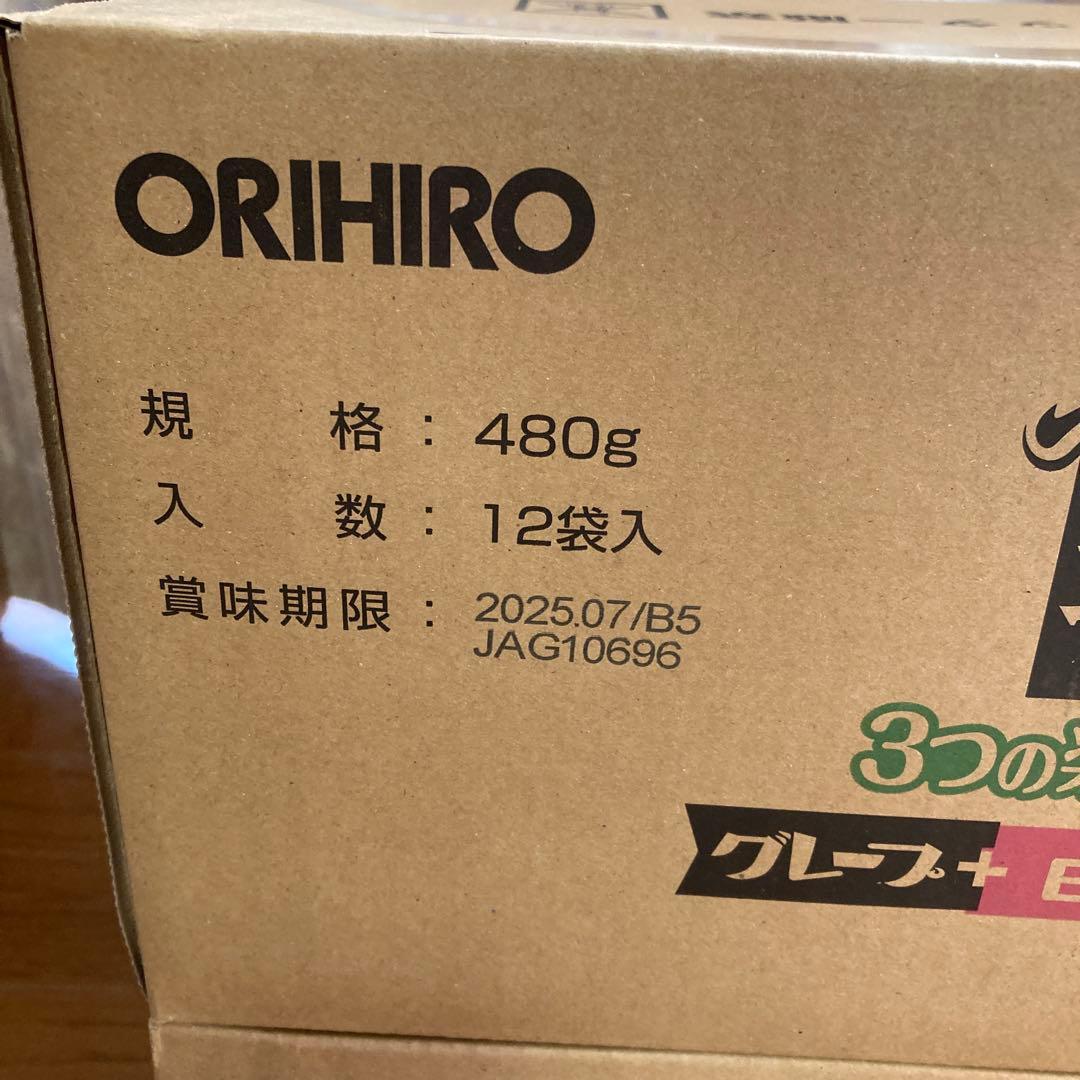 ORIHIRO
規格：480g
入数：12袋入
賞味期限：2025.07/B5
JAG10696
3つの
グレープ+